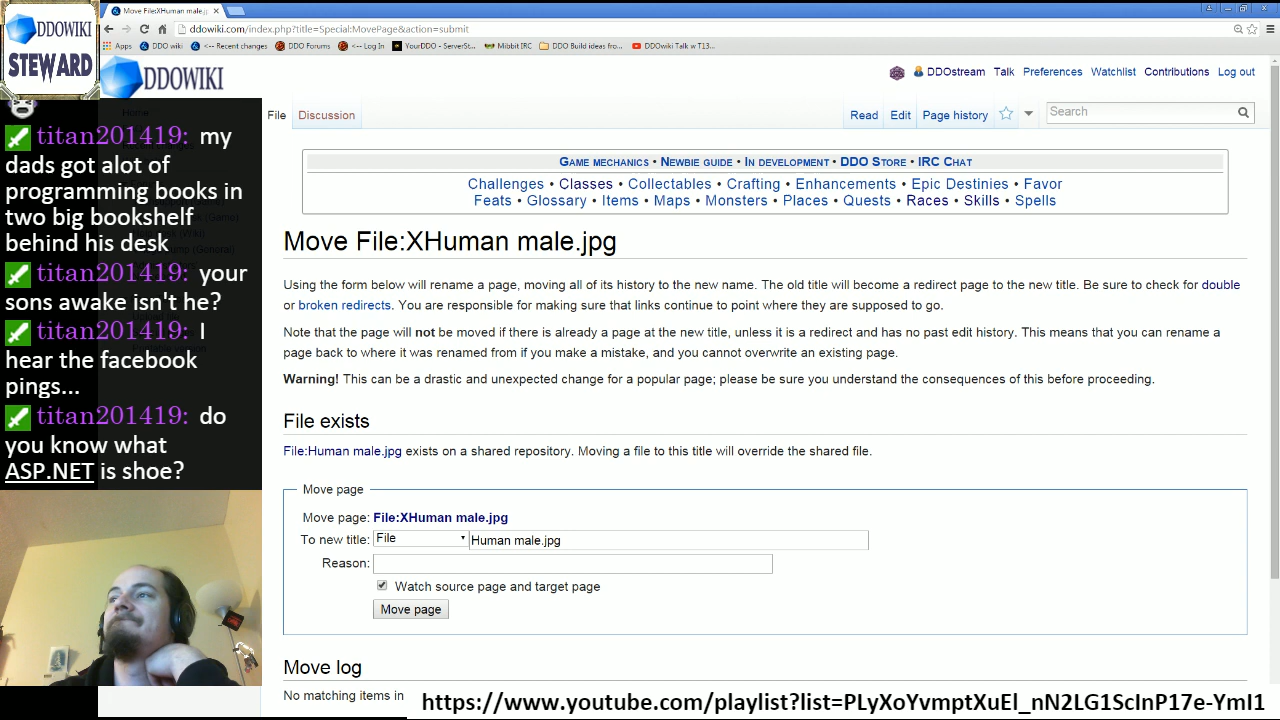 DDOWIKI
STEWARD
Move File:XHuman male.jp
ddowiki.com/index.php?title=Special:MovePage&action=submit
Apps DDO wiki <-- Recent changes DDO Forums <-- Log In YourDDO -- ServerSt... Mibbit IRC DDO Build ideas fro... DDOwiki Talk w T13...
DDOWIKI
DDOstream Talk Preferences Watchlist Contributions Log out
File Discussion Read Edit Page history Search
Game mechanics • Newbie guide • In development • DDO Store • IRC Chat
Challenges • Classes • Collectables • Crafting • Enhancements • Epic Destinies • Favor
Feats • Glossary • Items • Maps • Monsters • Places • Quests • Races • Skills • Spells
Move File:XHuman male.jpg
Using the form below will rename a page, moving all of its history to the new name. The old title will become a redirect page to the new title. Be sure to check for double
or broken redirects. You are responsible for making sure that links continue to point where they are supposed to go.
Note that the page will not be moved if there is already a page at the new title, unless it is a redirect and has no past edit history. This means that you can rename a
page back to where it was renamed from if you make a mistake, and you cannot overwrite an existing page.
Warning! This can be a drastic and unexpected change for a popular page; please be sure you understand the consequences of this before proceeding.
File exists
File:Human male.jpg exists on a shared repository. Moving a file to this title will override the shared file.
Move page
Move page: File:XHuman male.jpg
To new title: File Human male.jpg
Reason:
Watch source page and target page
Move page
Move log
No matching items in
titan201419: my
dads got alot of
programming books in
two big bookshelf
behind his desk
titan201419: your
sons awake isn't he?
titan201419: I
hear the facebook
pings...
titan201419: do
you know what
ASP.NET is shoe?
https://www.youtube.com/playlist?list=PLyXoYvmptXuEl_nN2LG1ScInP17e-YmI1